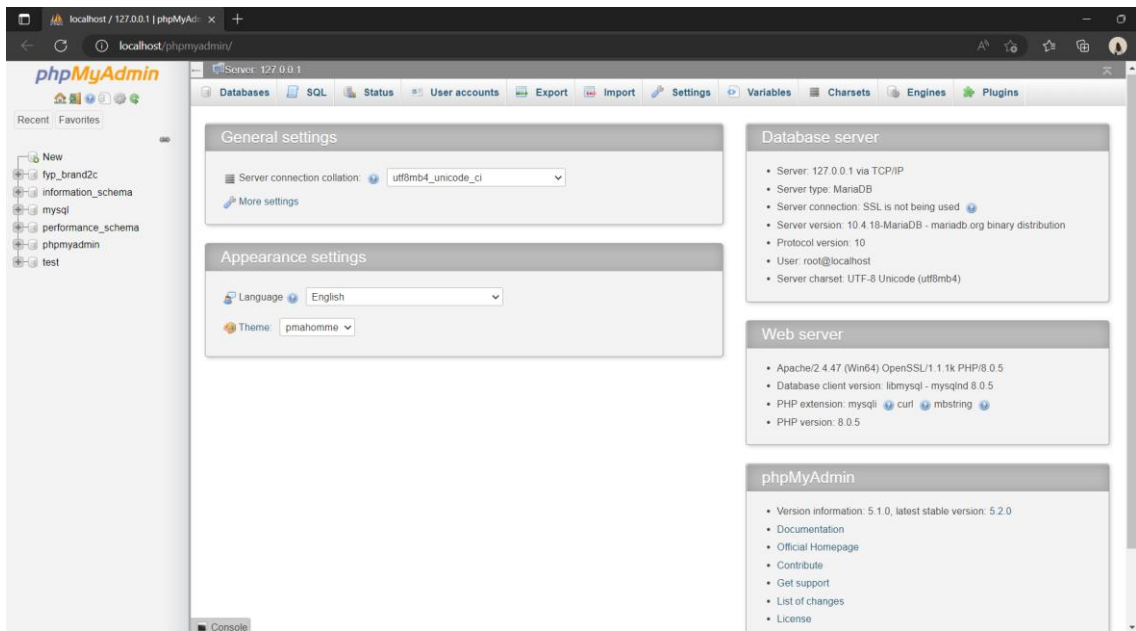 localhost / 127.0.0.1 | phpMyAd
localhost/phpmyadmin/
phpMyAdmin
Recent Favorites
New
fyp_brand2c
information_schema
mysql
performance_schema
phpmyadmin
test
Server: 127.0.0.1
Databases SQL Status User accounts Export Import Settings Variables Charsets Engines Plugins
General settings
Server connection collation: utf8mb4_unicode_ci
More settings
Appearance settings
Language English
Theme: pmahomme
Database server
Server: 127.0.0.1 via TCP/IP
Server type: MariaDB
Server connection: SSL is not being used
Server version: 10.4.18-MariaDB - mariadb.org binary distribution
Protocol version: 10
User: root@localhost
Server charset: UTF-8 Unicode (utf8mb4)
Web server
Apache/2.4.47 (Win64) OpenSSL/1.1.1k PHP/8.0.5
Database client version: libmysql - mysqlnd 8.0.5
PHP extension: mysqli curl mbstring
PHP version: 8.0.5
phpMyAdmin
Version information: 5.1.0, latest stable version: 5.2.0
Documentation
Official Homepage
Contribute
Get support
List of changes
License
Console